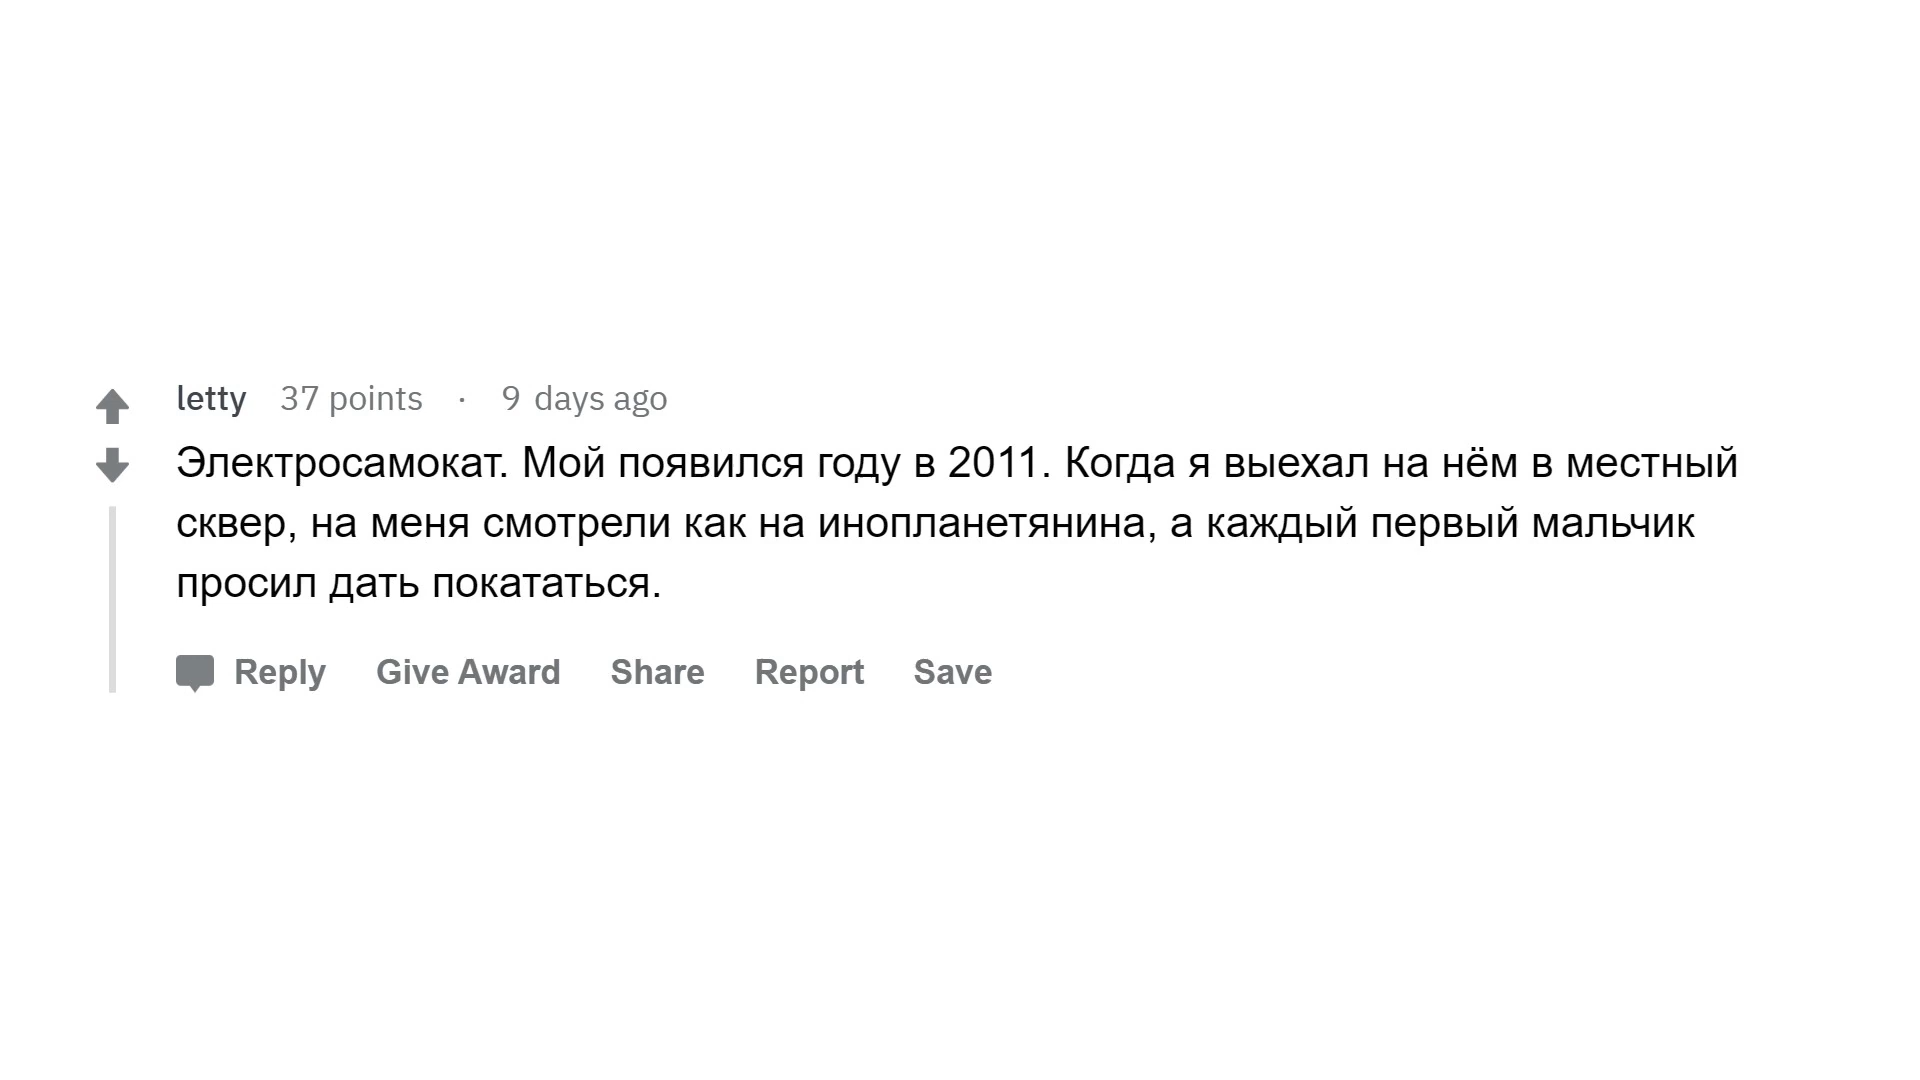 letty 37 points · 9 days ago
Электросамокат. Мой появился году в 2011. Когда я выехал на нём в местный
сквер, на меня смотрели как на инопланетянина, а каждый первый мальчик
просил дать покататься.
Reply Give Award Share Report Save